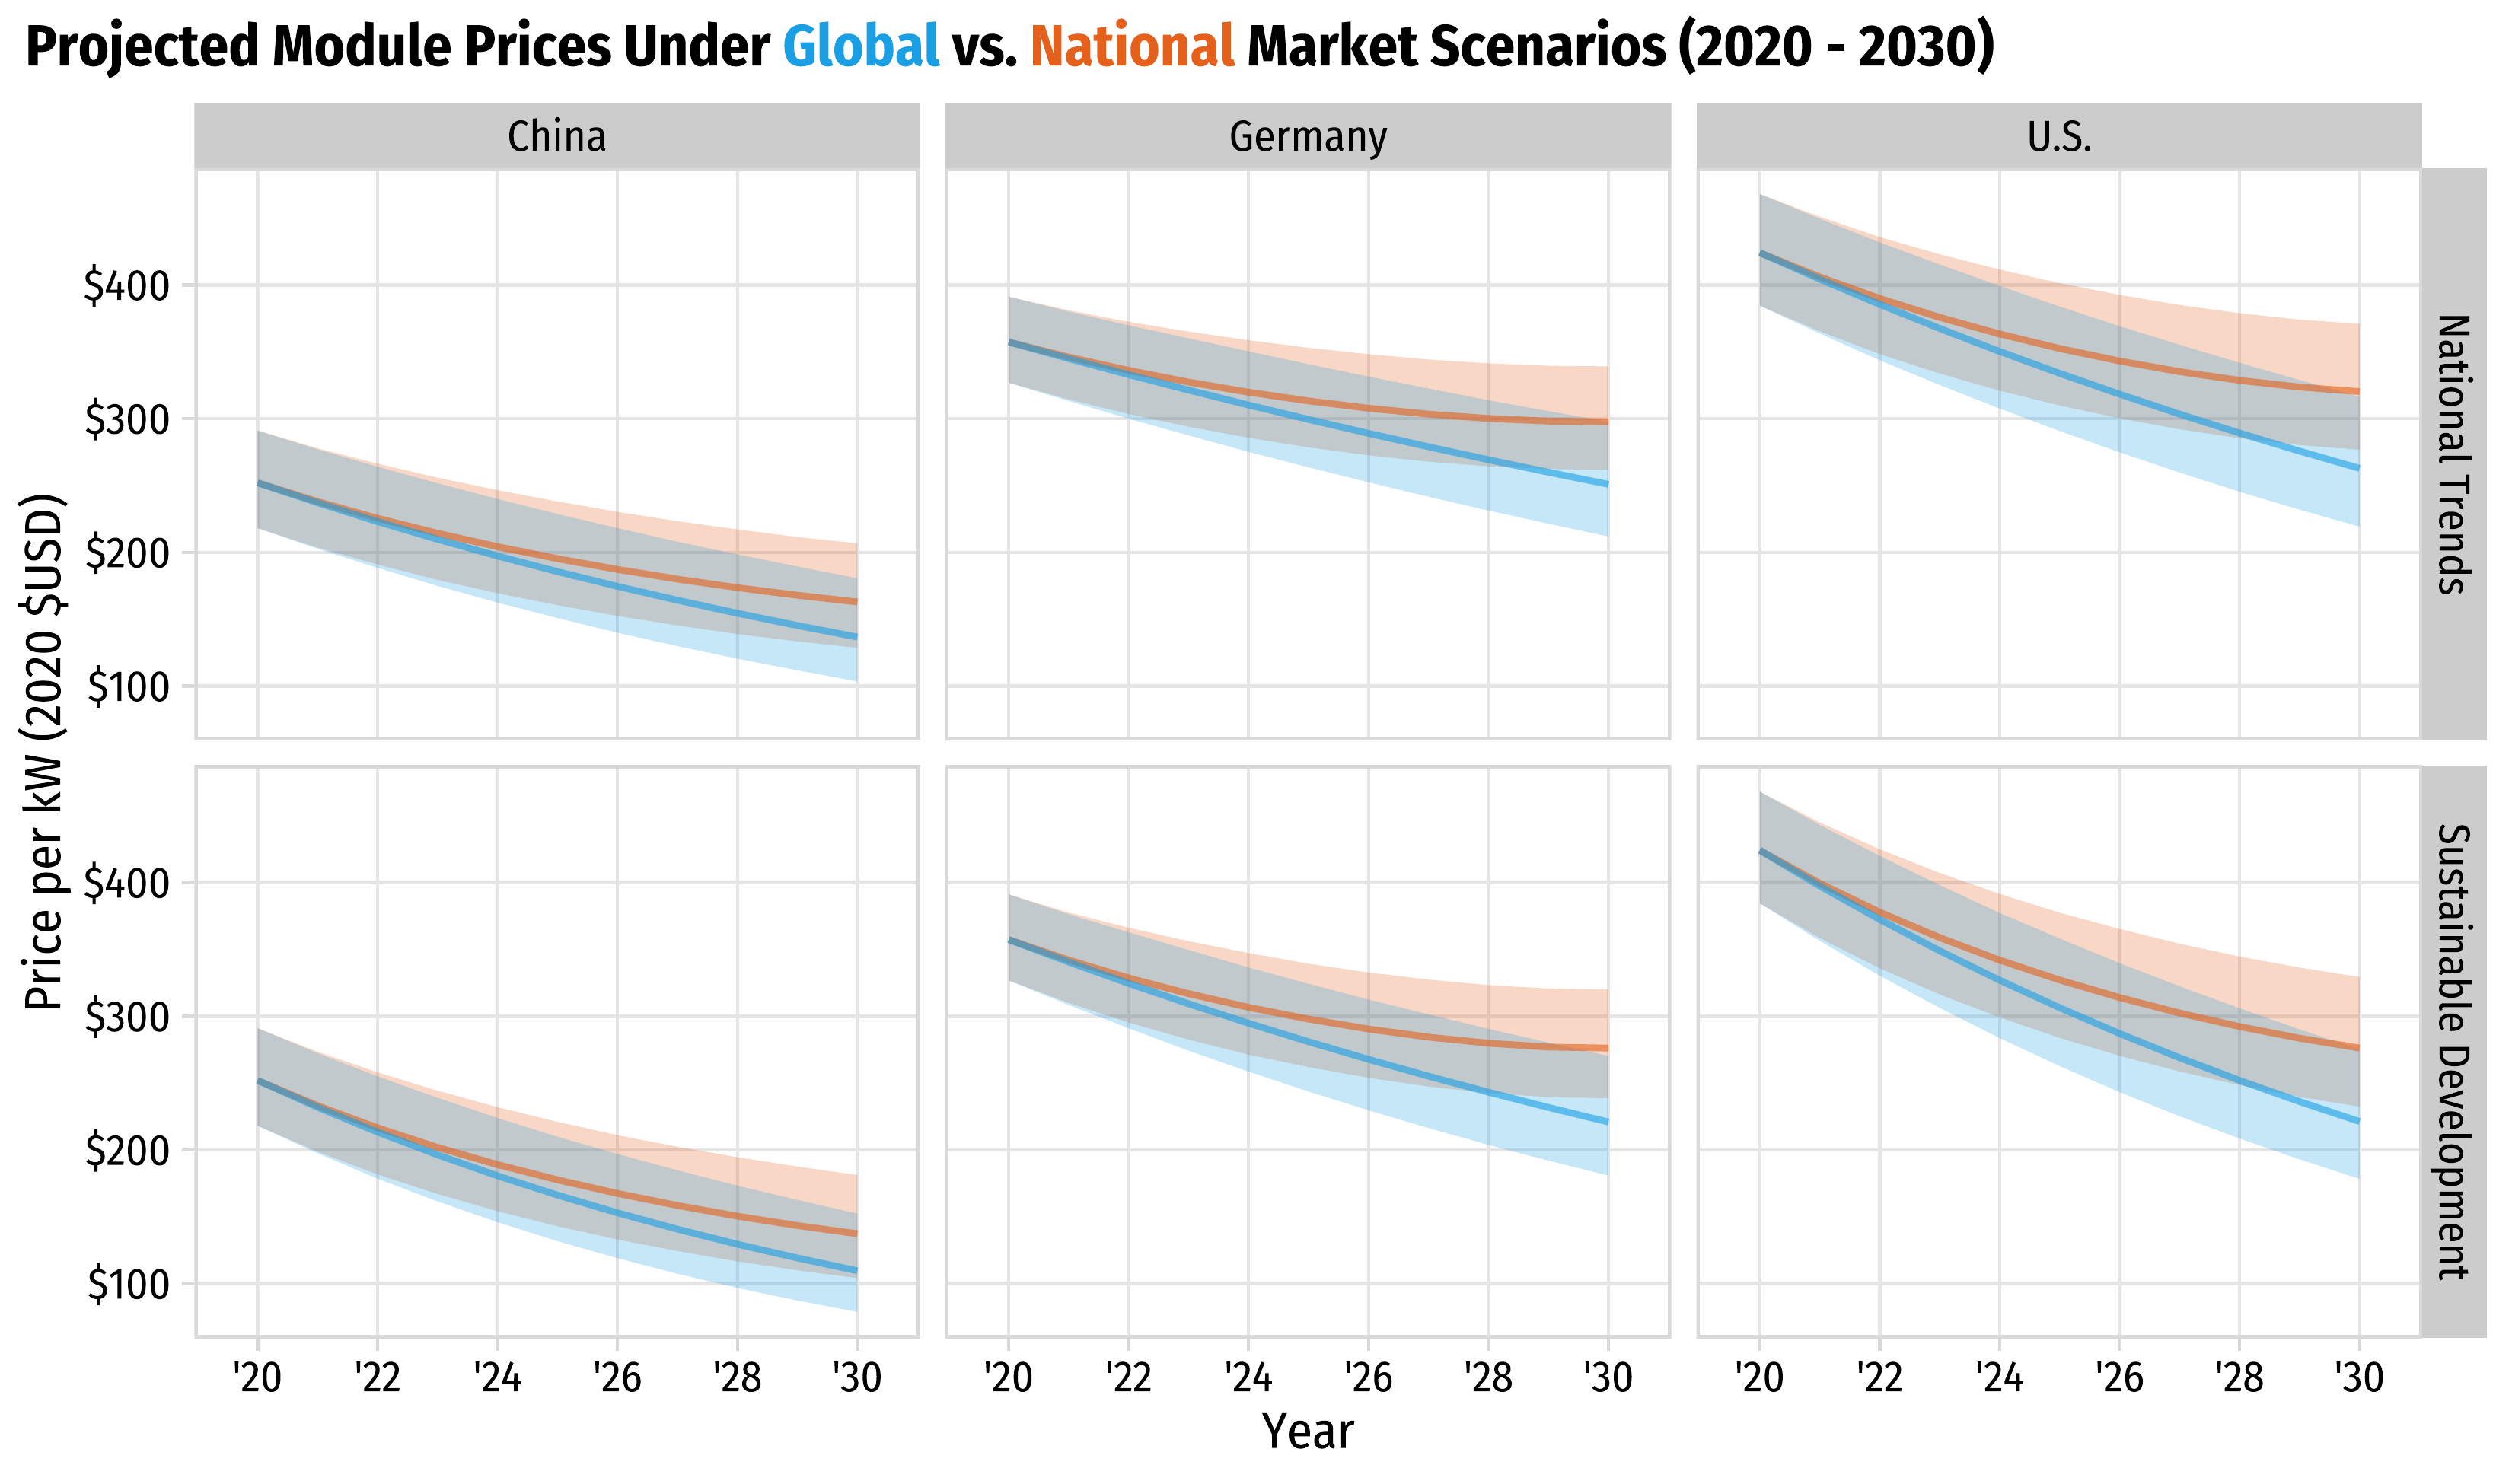 Projected Module Prices Under Global vs. National Market Scenarios (2020 - 2030)
China
Germany
U.S.
Price per kW (2020 $USD)
$400
$300
$200
$100
National Trends
$400
$300
$200
$100
Sustainable Development
'20 '22 '24 '26 '28 '30
'20 '22 '24 '26 '28 '30
'20 '22 '24 '26 '28 '30
Year